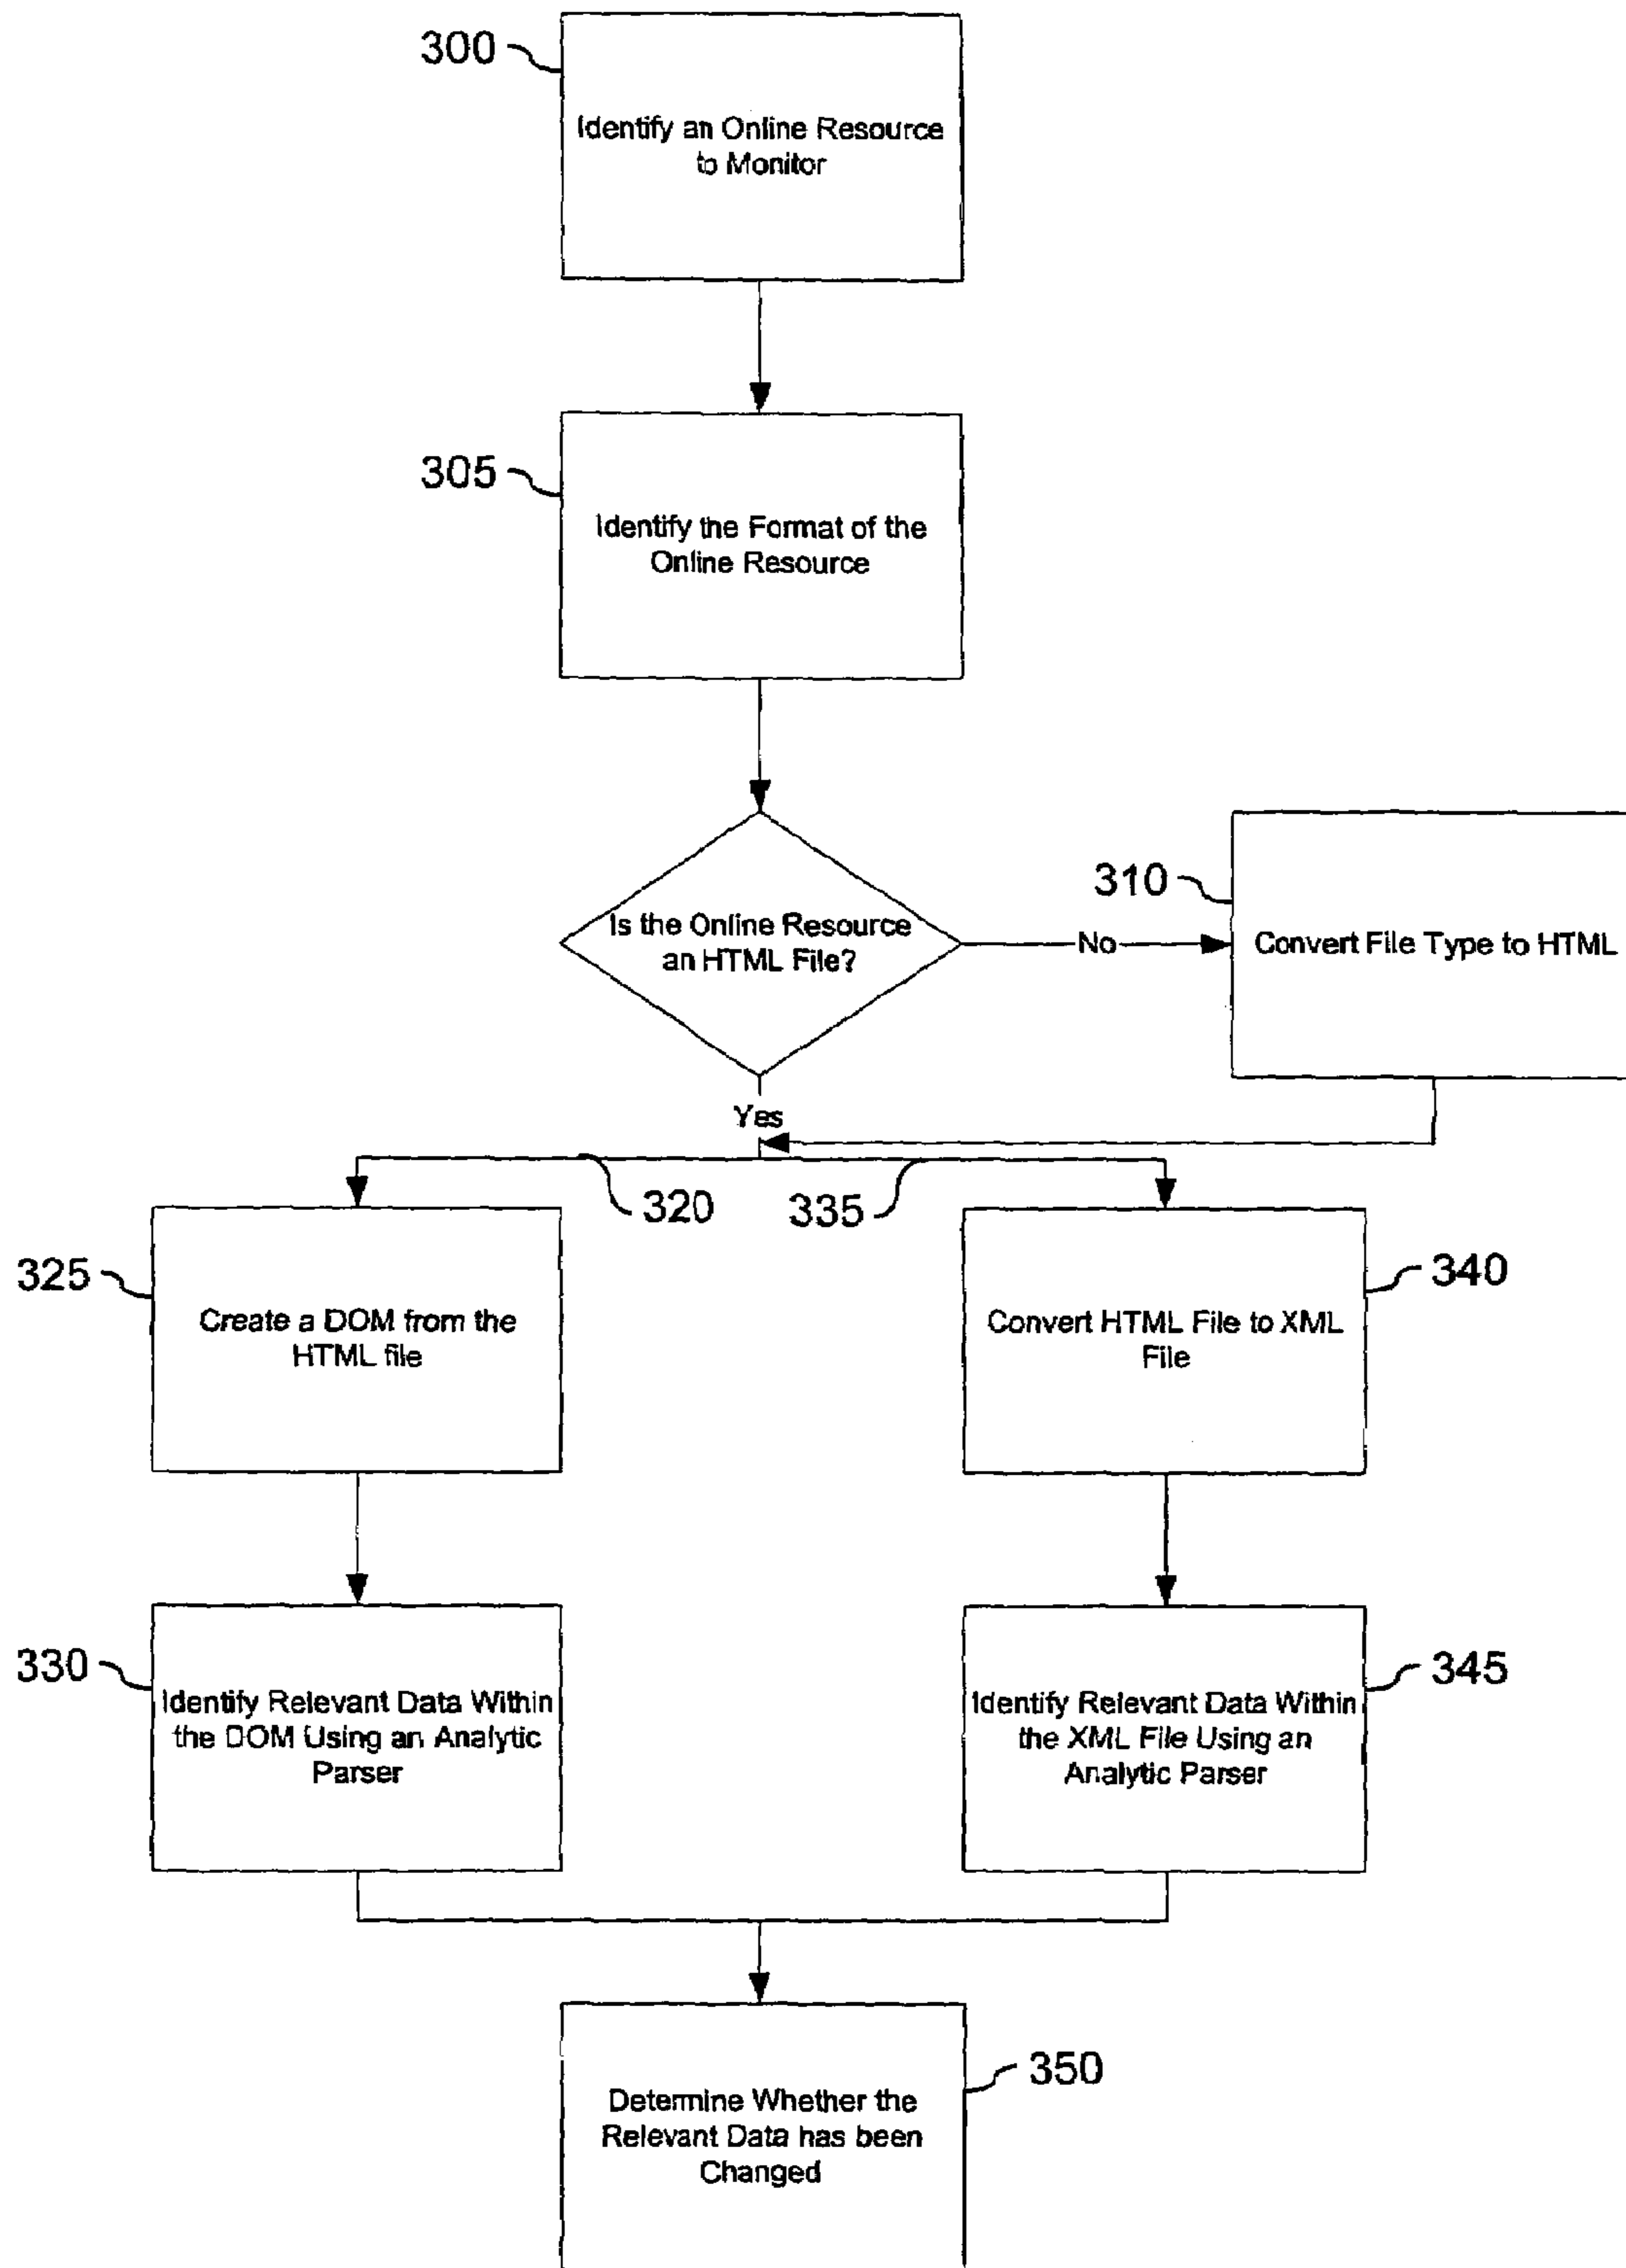 300
Identify an Online Resource
to Monitor
305
Identify the Format of the
Online Resource
Is the Online Resource
an HTML File?
No
310
Convert File Type to HTML
Yes
320
335
325
Create a DOM from the
HTML file
340
Convert HTML File to XML
File
330
Identify Relevant Data Within
the DOM Using an Analytic
Parser
345
Identify Relevant Data Within
the XML File Using an
Analytic Parser
350
Determine Whether the
Relevant Data has been
Changed